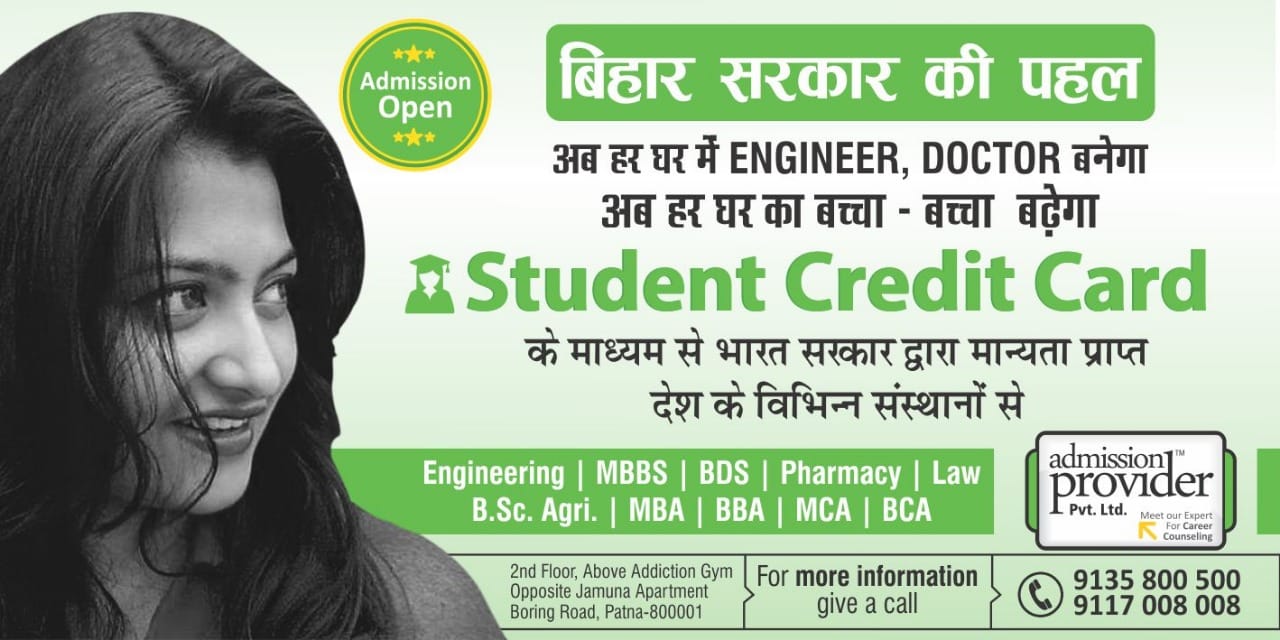 Admission
Open
बिहार सरकार की पहल
अब हर घर में ENGINEER, DOCTOR बनेगा
अब हर घर का बच्चा - बच्चा बढ़ेगा
Student Credit Card
के माध्यम से भारत सरकार द्वारा मान्यता प्राप्त
देश के विभिन्न संस्थानों से
Engineering | MBBS | BDS | Pharmacy | Law
B.Sc. Agri. | MBA | BBA | MCA | BCA
admission
provider™
Pvt. Ltd.
Meet our Expert
For Career
Counseling
2nd Floor, Above Addiction Gym
Opposite Jamuna Apartment
Boring Road, Patna-800001
For more information
give a call
9135 800 500
9117 008 008